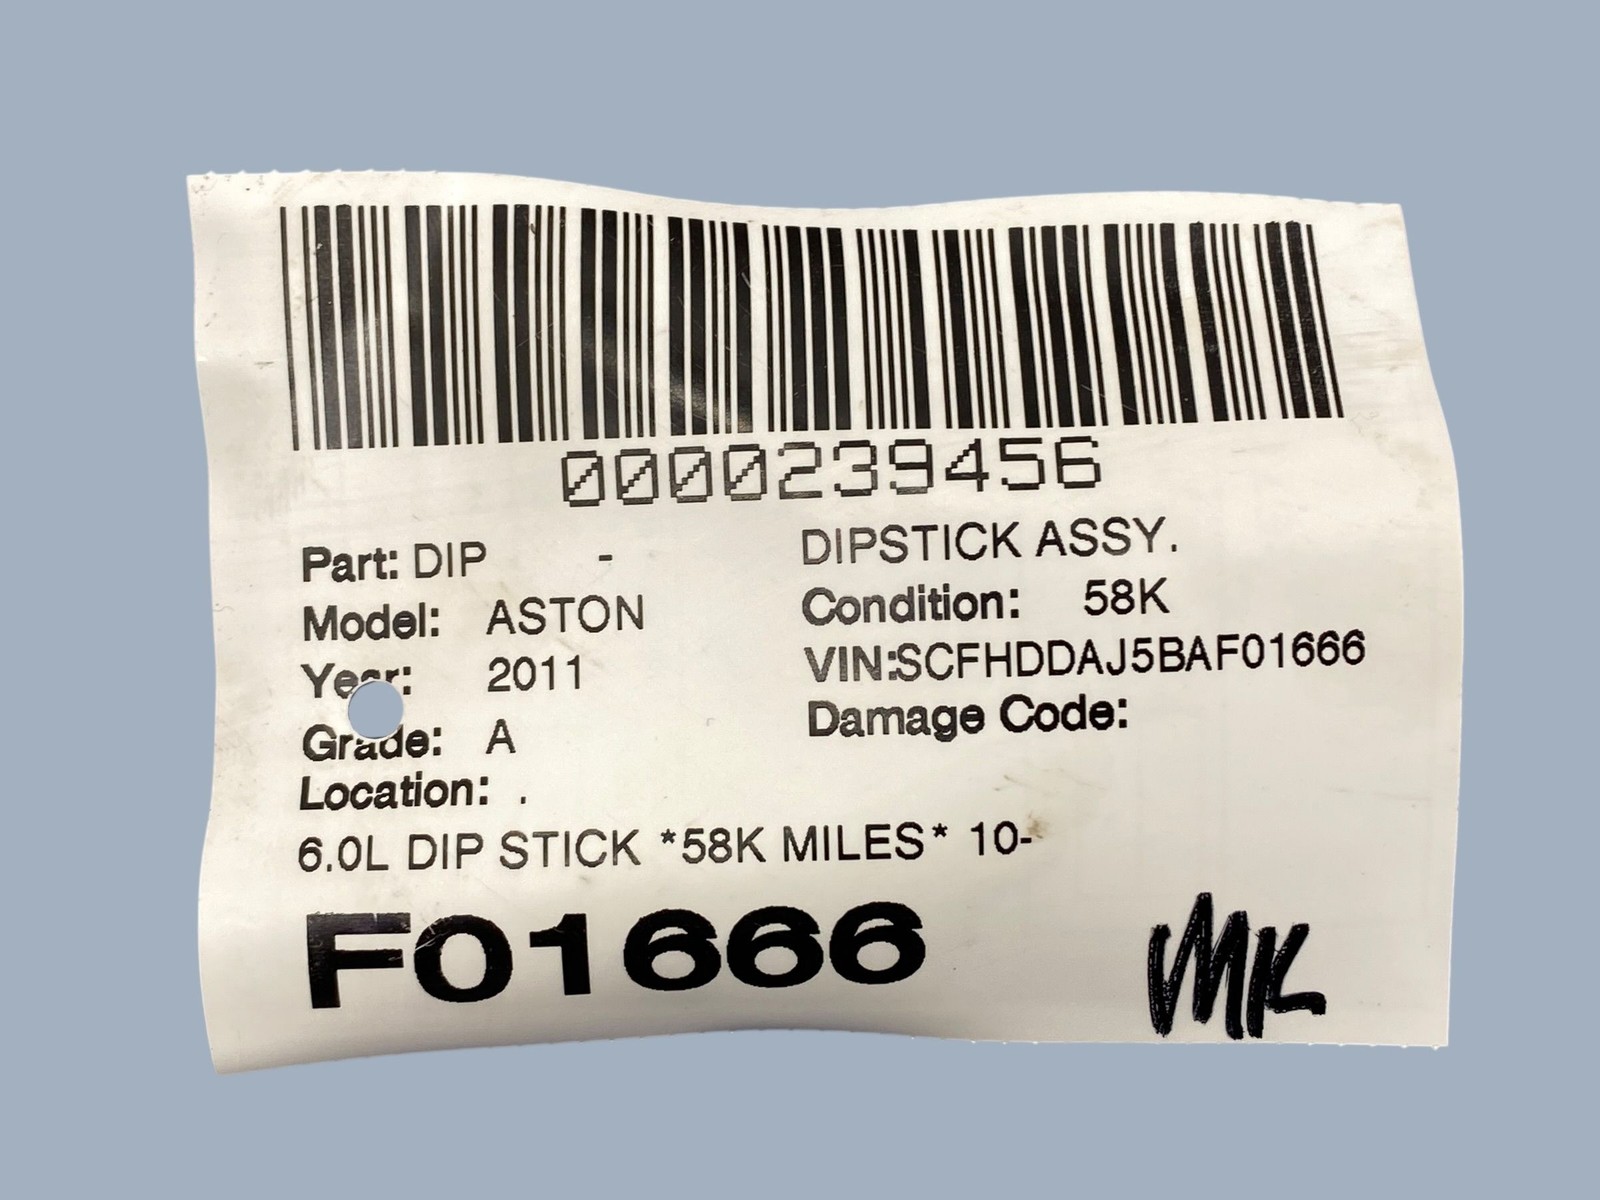 0000239456
Part: DIP - DIPSTICK ASSY.
Model: ASTON Condition: 58K
Year: 2011 VIN:SCFHDDAJ5BAF01666
Grade: A Damage Code:
Location: .
6.0L DIP STICK *58K MILES* 10-
F01666
MK